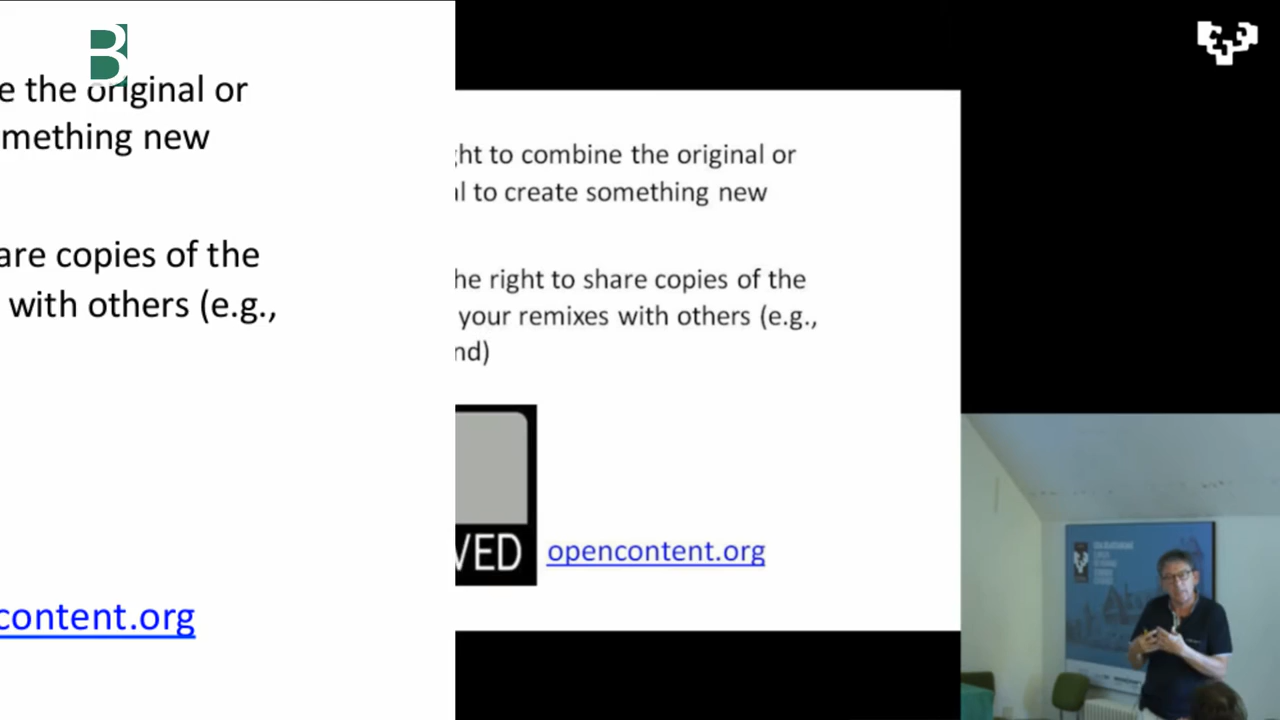 B
e the original or
mething new
are copies of the
with others (e.g.,
content.org
ht to combine the original or
l to create something new
he right to share copies of the
your remixes with others (e.g.,
nd)
VED
opencontent.org